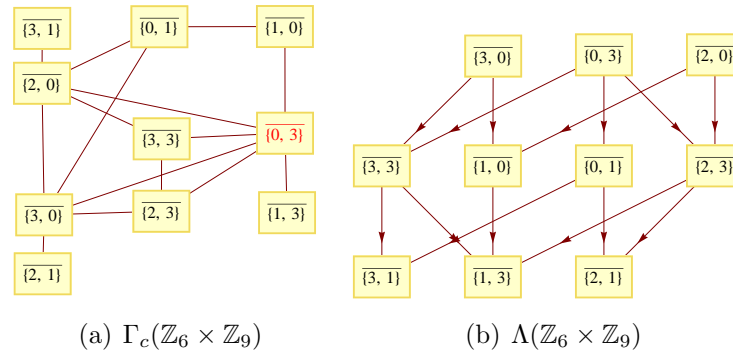 {3, 1} {0, 1} {1, 0}
{2, 0}
{3, 3} {0, 3}
{3, 0} {2, 3} {1, 3}
{2, 1}
(a) Γ_c(ℤ₆ × ℤ₉)
{3, 0} {0, 3} {2, 0}
{3, 3} {1, 0} {0, 1} {2, 3}
{3, 1} {1, 3} {2, 1}
(b) Λ(ℤ₆ × ℤ₉)